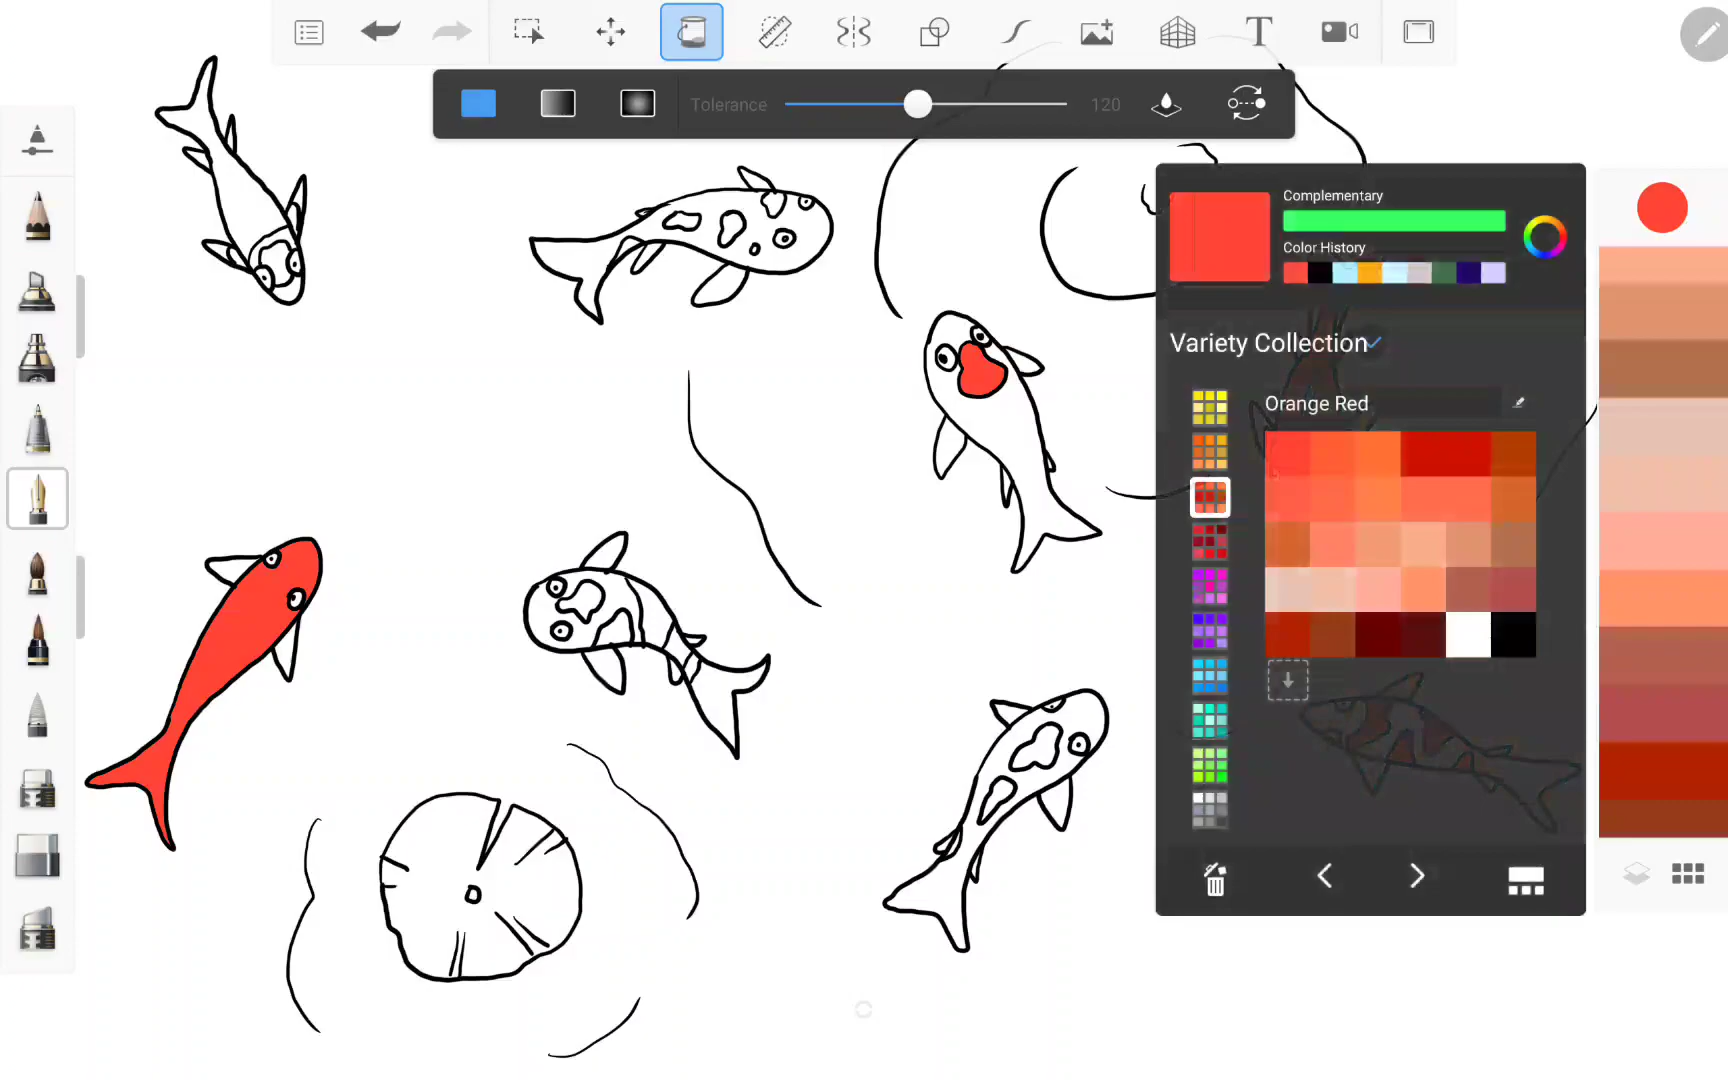 T
Tolerance 120
Complementary
Color History
Variety Collection
Orange Red